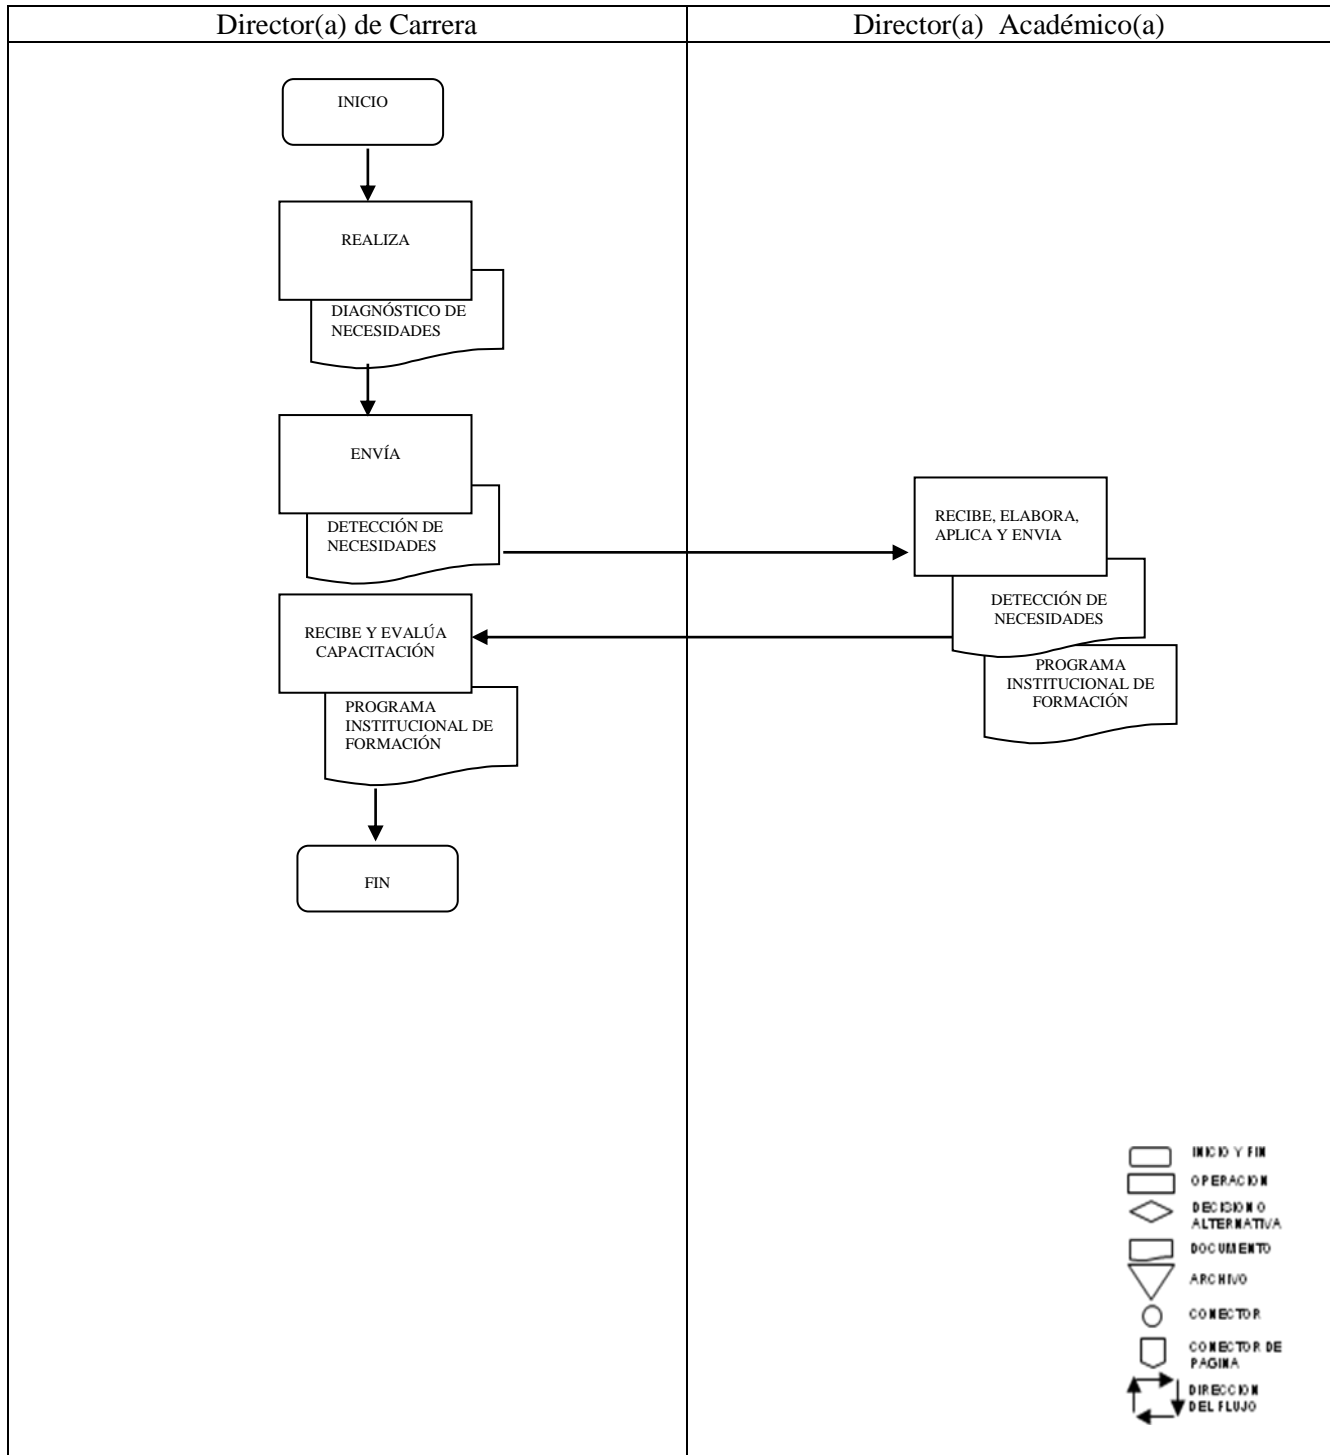 Director(a) de Carrera
Director(a) Académico(a)
INICIO
REALIZA
DIAGNÓSTICO DE
NECESIDADES
ENVÍA
DETECCIÓN DE
NECESIDADES
RECIBE, ELABORA,
APLICA Y ENVIA
DETECCIÓN DE
NECESIDADES
PROGRAMA
INSTITUCIONAL DE
FORMACIÓN
RECIBE Y EVALÚA
CAPACITACIÓN
PROGRAMA
INSTITUCIONAL DE
FORMACIÓN
FIN
INICIO Y FIN
OPERACION
DECISION O
ALTERNATIVA
DOCUMENTO
ARCHIVO
CONECTOR
CONECTOR DE
PAGINA
DIRECCION
DEL FLUJO